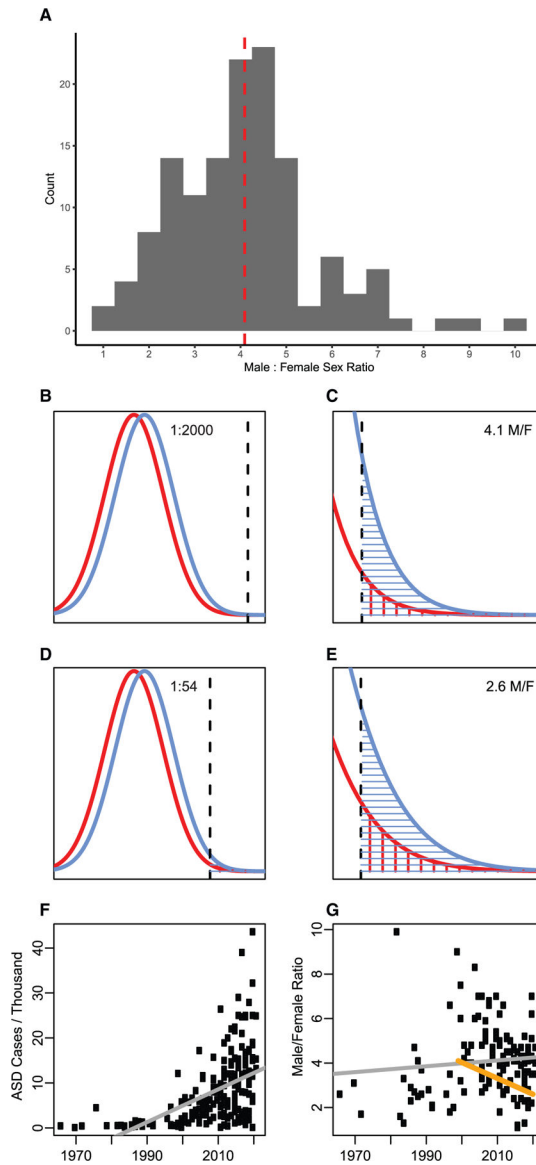 A
Count
20
15
10
5
0
1 2 3 4 5 6 7 8 9 10
Male : Female Sex Ratio
B
1:2000
C
4.1 M/F
D
1:54
E
2.6 M/F
F
ASD Cases / Thousand
40
30
20
10
0
1970 1990 2010
G
Male/Female Ratio
10
8
6
4
2
1970 1990 2010